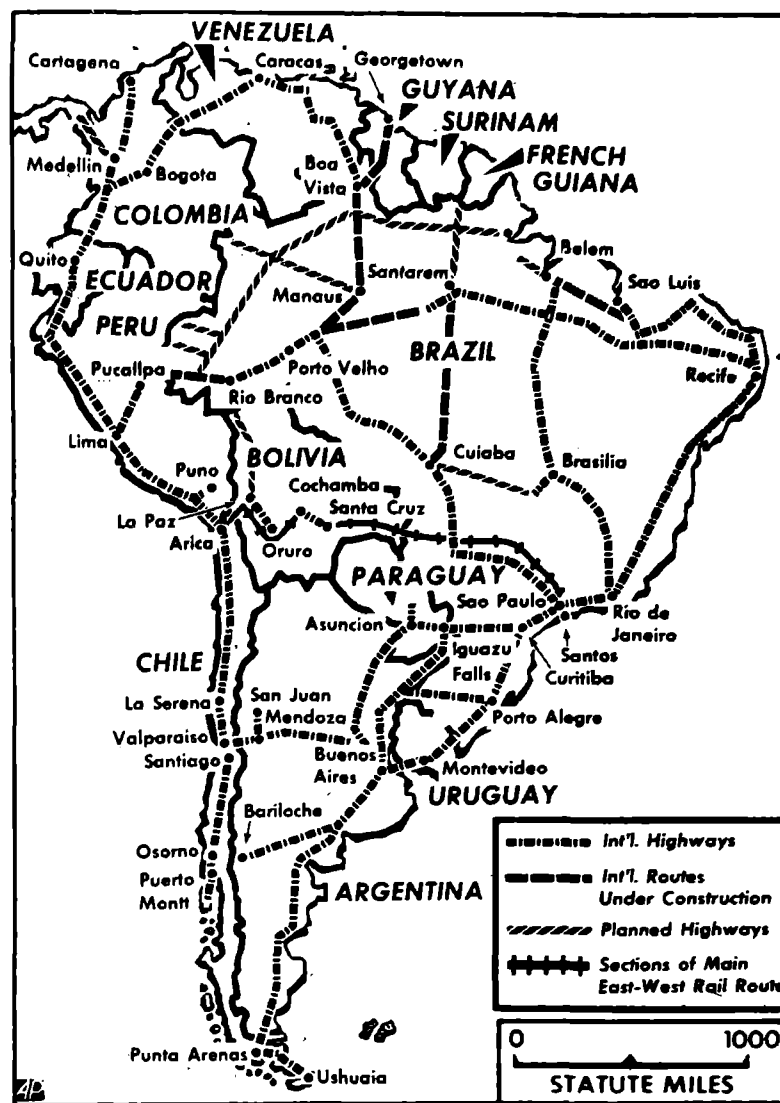 VENEZUELA
Cartagena
Caracas
Georgetown
GUYANA
SURINAM
FRENCH
GUIANA
Medellin
Bogota
Boa
Vista
COLOMBIA
Quito
ECUADOR
Manaus
Santarem
Belem
Sao Luis
PERU
BRAZIL
Pucallpa
Porto Velho
Recife
Rio Branco
Lima
BOLIVIA
Cuiaba
Brasilia
Puno
Cochamba
Santa Cruz
La Paz
Arica
Oruro
PARAGUAY
Sao Paulo
Rio de
Janeiro
Asuncion
Iguazu
Falls
Santos
Curitiba
CHILE
La Serena
San Juan
Mendoza
Porto Alegre
Valparaiso
Santiago
Buenos
Aires
Montevideo
URUGUAY
Bariloche
Osorno
Puerto
Montt
ARGENTINA
Punta Arenas
Ushuaia
Int'l. Highways
Int'l. Routes
Under Construction
Planned Highways
Sections of Main
East-West Rail Route
0 1000
STATUTE MILES
AP